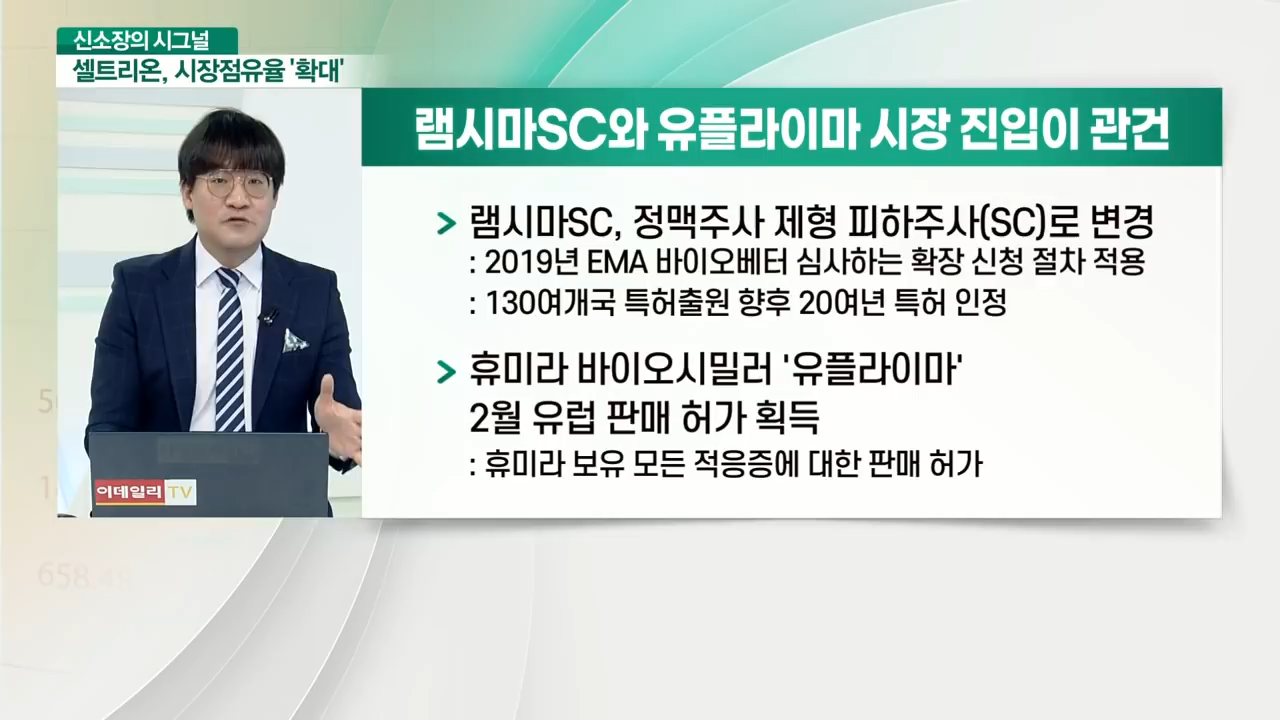 신소장의 시그널
셀트리온, 시장점유율 '확대'
램시마SC와 유플라이마 시장 진입이 관건
> 램시마SC, 정맥주사 제형 피하주사(SC)로 변경
: 2019년 EMA 바이오베터 심사하는 확장 신청 절차 적용
: 130여개국 특허출원 향후 20여년 특허 인정
> 휴미라 바이오시밀러 '유플라이마'
2월 유럽 판매 허가 획득
: 휴미라 보유 모든 적응증에 대한 판매 허가
이데일리 TV